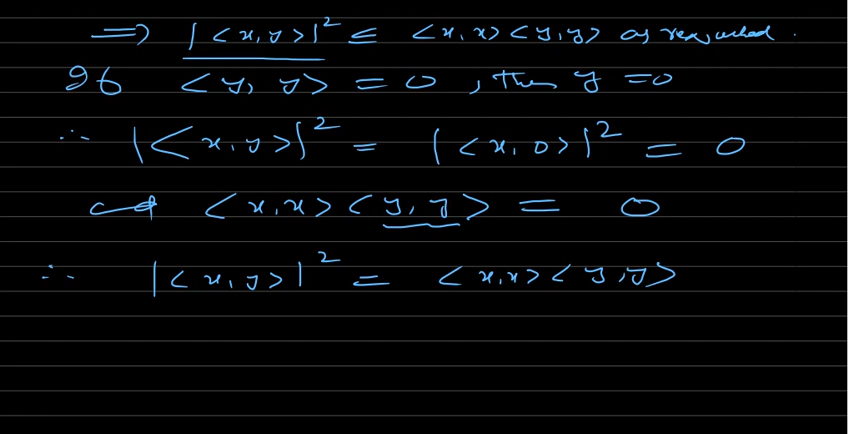 ⇒ |<x, y>|² ≤ <x, x> <y, y> as required.
If <y, y> = 0, then y = 0
∴ |<x, y>|² = |<x, 0>|² = 0
and <x, x> <y, y> = 0
∴ |<x, y>|² = <x, x> <y, y>